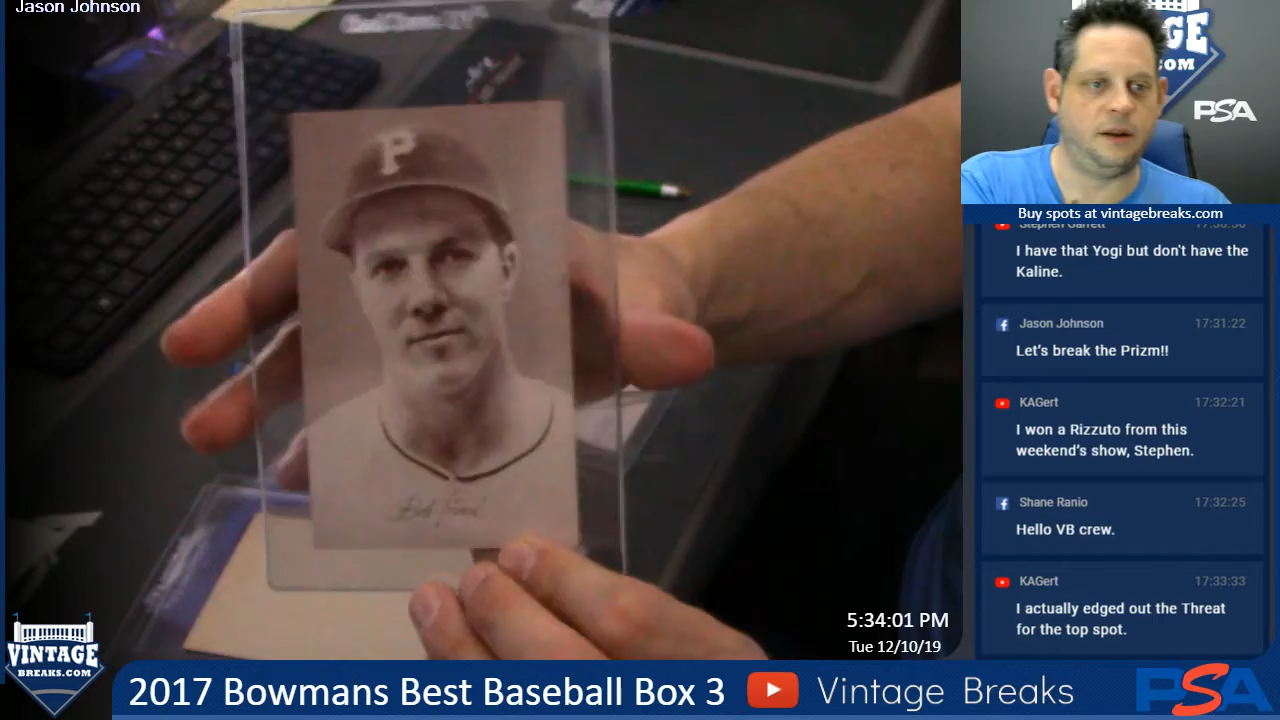 Jason Johnson
P
VINTAGE
.COM
PSA
Buy spots at vintagebreaks.com
Stephen Garrett
I have that Yogi but don't have the
Kaline.
Jason Johnson 17:31:22
Let's break the Prizm!!
KAGert 17:32:21
I won a Rizzuto from this
weekend's show, Stephen.
Shane Ranio 17:32:25
Hello VB crew.
KAGert 17:33:33
I actually edged out the Threat
for the top spot.
5:34:01 PM
Tue 12/10/19
VINTAGE
BREAKS.COM
2017 Bowmans Best Baseball Box 3
Vintage Breaks
PSA